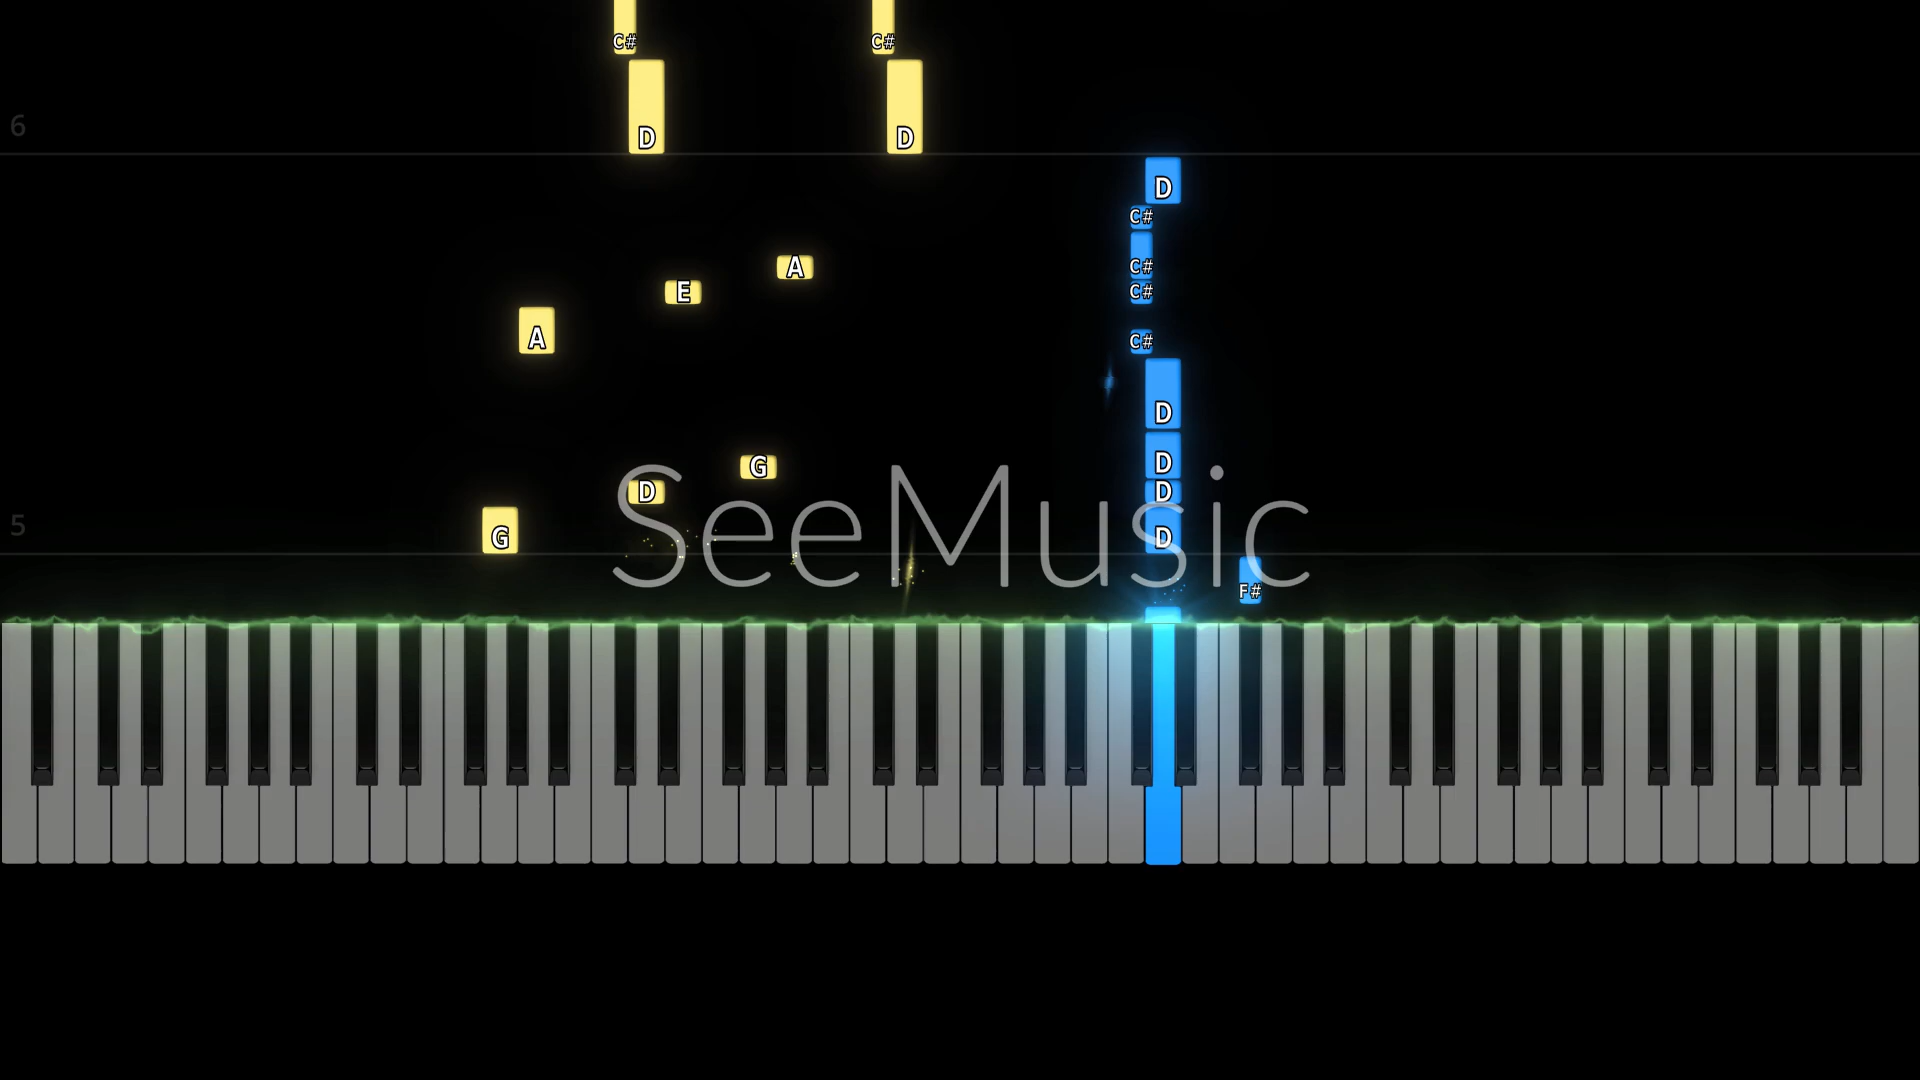 C# C#
6 D D
D
C#
A C#
E C#
A C#
D
G D
D D
5 G D
F#
SeeMusic